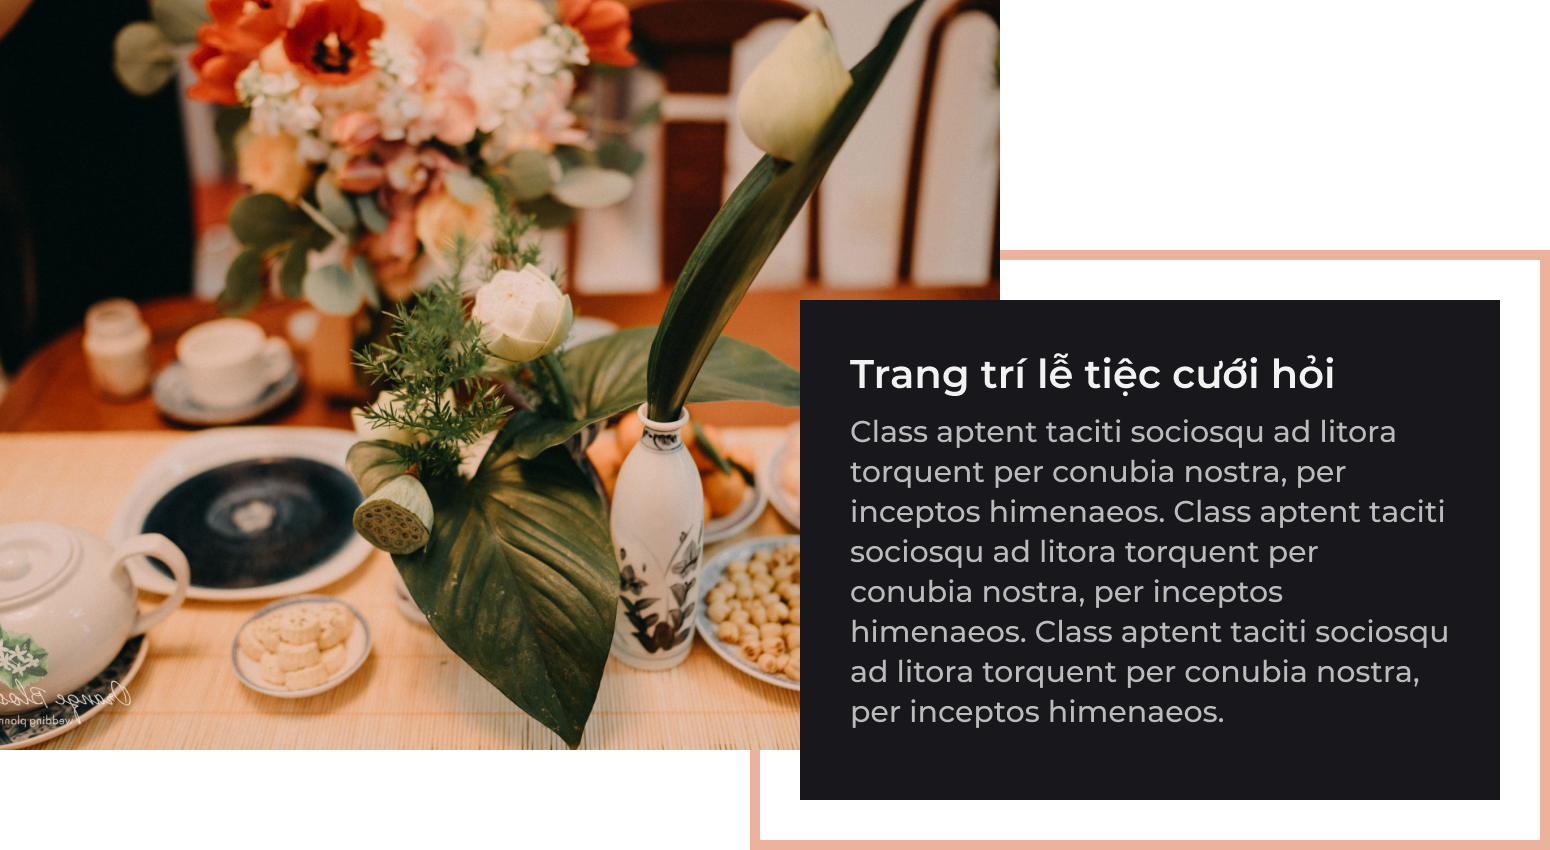 Trang trí lễ tiệc cưới hỏi
Class aptent taciti sociosqu ad litora
torquent per conubia nostra, per
inceptos himenaeos. Class aptent taciti
sociosqu ad litora torquent per
conubia nostra, per inceptos
himenaeos. Class aptent taciti sociosqu
ad litora torquent per conubia nostra,
per inceptos himenaeos.
Orange
wedding